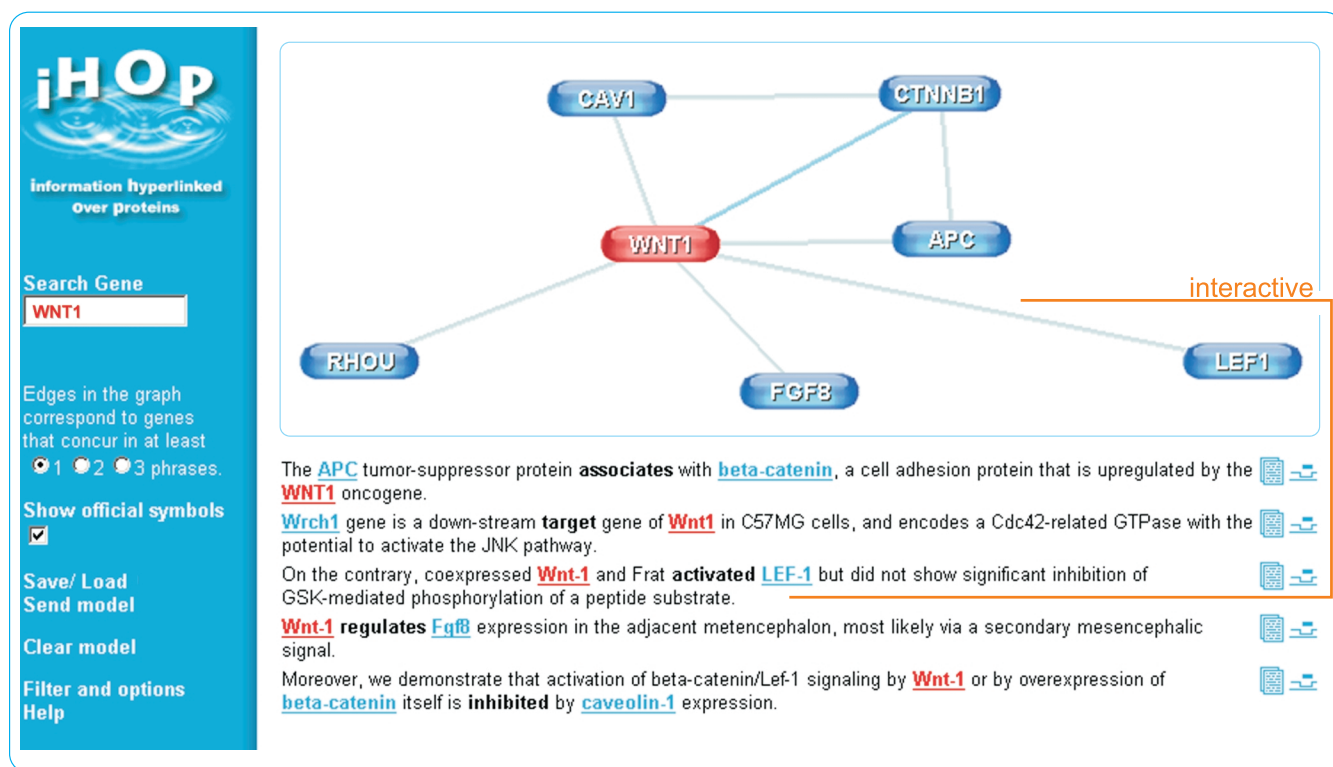 iHOp
information hyperlinked
over proteins
Search Gene
WNT1
Edges in the graph
correspond to genes
that concur in at least
1 2 3 phrases.
Show official symbols
Save/ Load
Send model
Clear model
Filter and options
Help
CAV1
CTNNB1
WNT1
APC
interactive
RHOU
FGF8
LEF1
The APC tumor-suppressor protein associates with beta-catenin, a cell adhesion protein that is upregulated by the
WNT1 oncogene.
Wrch1 gene is a down-stream target gene of Wnt1 in C57MG cells, and encodes a Cdc42-related GTPase with the
potential to activate the JNK pathway.
On the contrary, coexpressed Wnt-1 and Frat activated LEF-1 but did not show significant inhibition of
GSK-mediated phosphorylation of a peptide substrate.
Wnt-1 regulates Fgf8 expression in the adjacent metencephalon, most likely via a secondary mesencephalic
signal.
Moreover, we demonstrate that activation of beta-catenin/Lef-1 signaling by Wnt-1 or by overexpression of
beta-catenin itself is inhibited by caveolin-1 expression.